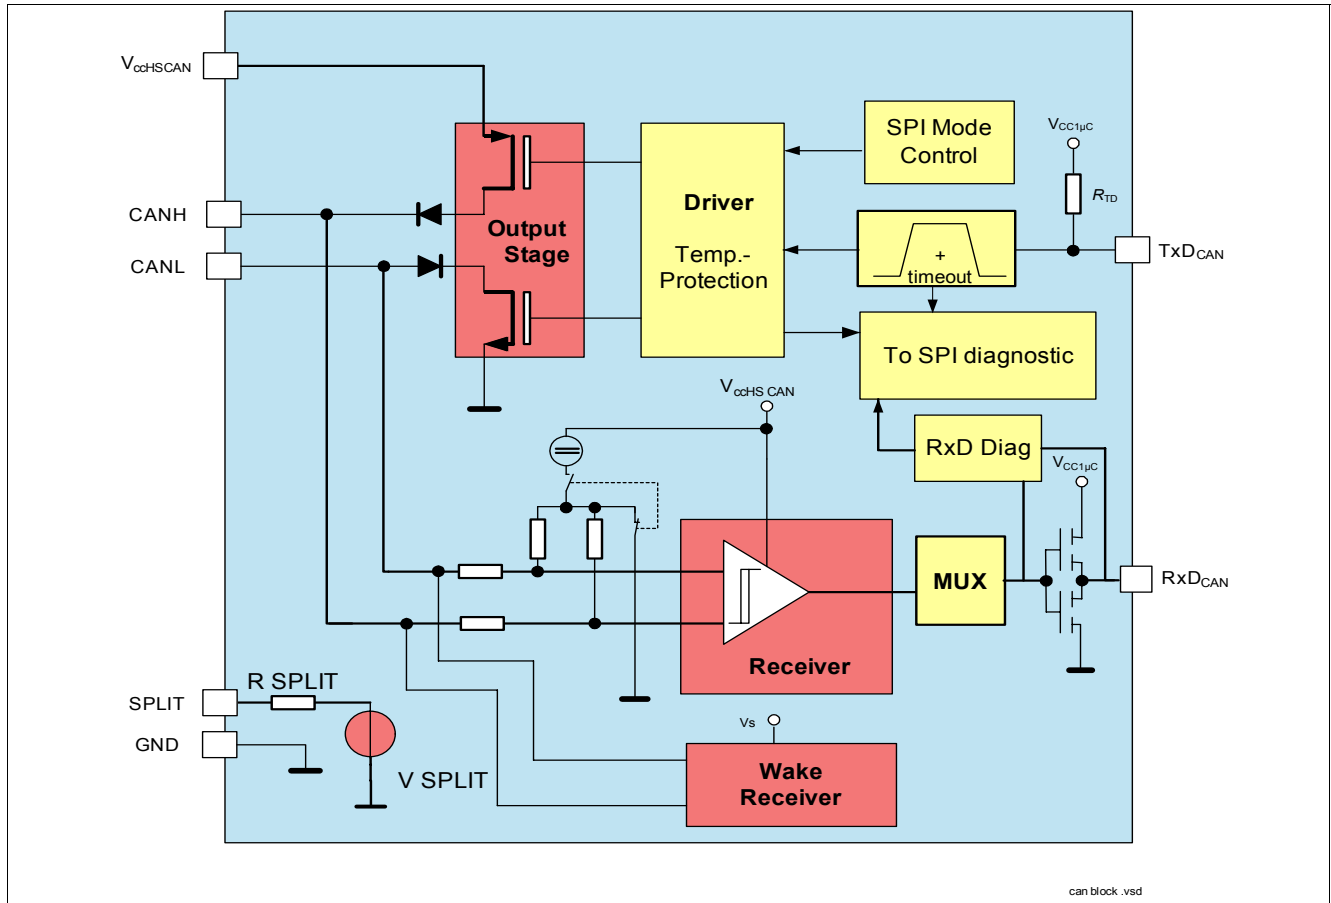 VccHSCAN
SPI Mode
Control
VCC1µC
RTD
CANH
Driver
Output
Stage
CANL
Temp.-
Protection
+
timeout
TxDCAN
To SPI diagnostic
VccHS CAN
RxD Diag
VCC1µC
MUX
RxDCAN
Receiver
R SPLIT
SPLIT
GND
V SPLIT
Vs
Wake
Receiver
can block .vsd